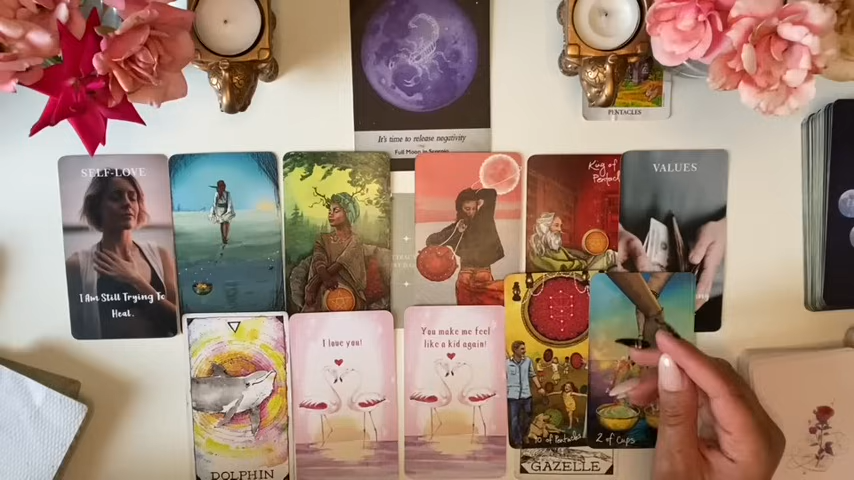 It's time to release negativity
Full Moon in Scorpio
PENTACLES
SELF-LOVE
I Am Still Trying To
Heal.
King of
Pentacl
VALUES
I love you!
You make me feel
like a kid again!
10 of Pentacles
2 of Cups
DOLPHIN
GAZELLE